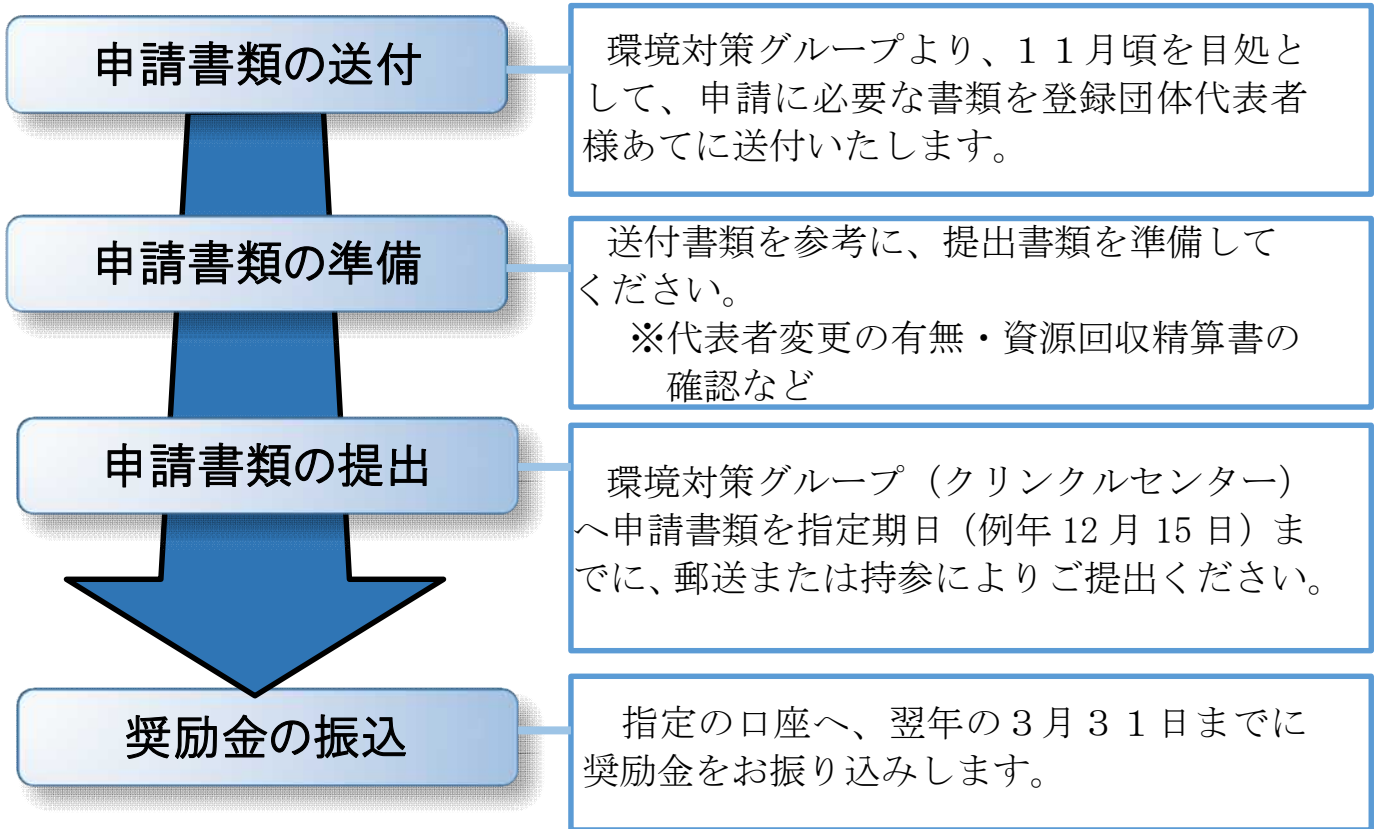 申請書類の送付
環境対策グループより、１１月頃を目処と
して、申請に必要な書類を登録団体代表者
様あてに送付いたします。
申請書類の準備
送付書類を参考に、提出書類を準備して
ください。
※代表者変更の有無・資源回収精算書の
確認など
申請書類の提出
環境対策グループ（クリンクルセンター）
へ申請書類を指定期日（例年 12 月 15 日）ま
でに、郵送または持参によりご提出ください。
奨励金の振込
指定の口座へ、翌年の３月３１日までに
奨励金をお振り込みします。